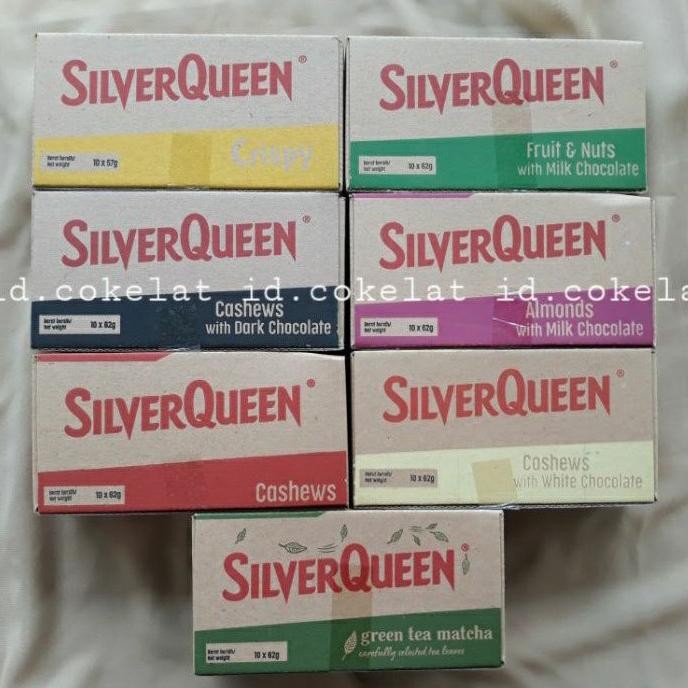 SILVERQUEEN®
Crispy
Berat bersih/
Net weight
10 x 57g
SILVERQUEEN®
Fruit & Nuts
with Milk Chocolate
Berat bersih/
Net weight
10 x 62g
SILVERQUEEN®
Cashews
with Dark Chocolate
Berat bersih/
Net weight
10 x 62g
SILVERQUEEN®
Almonds
with Milk Chocolate
Berat bersih/
Net weight
10 x 62g
id.cokelat id.cokelat id.cokela
SILVERQUEEN®
Cashews
Berat bersih/
Net weight
10 x 62g
SILVERQUEEN®
Cashews
with White Chocolate
Berat bersih/
Net weight
10 x 62g
SILVERQUEEN®
green tea matcha
carefully selected tea leaves
Berat bersih/
Net weight
10 x 62g